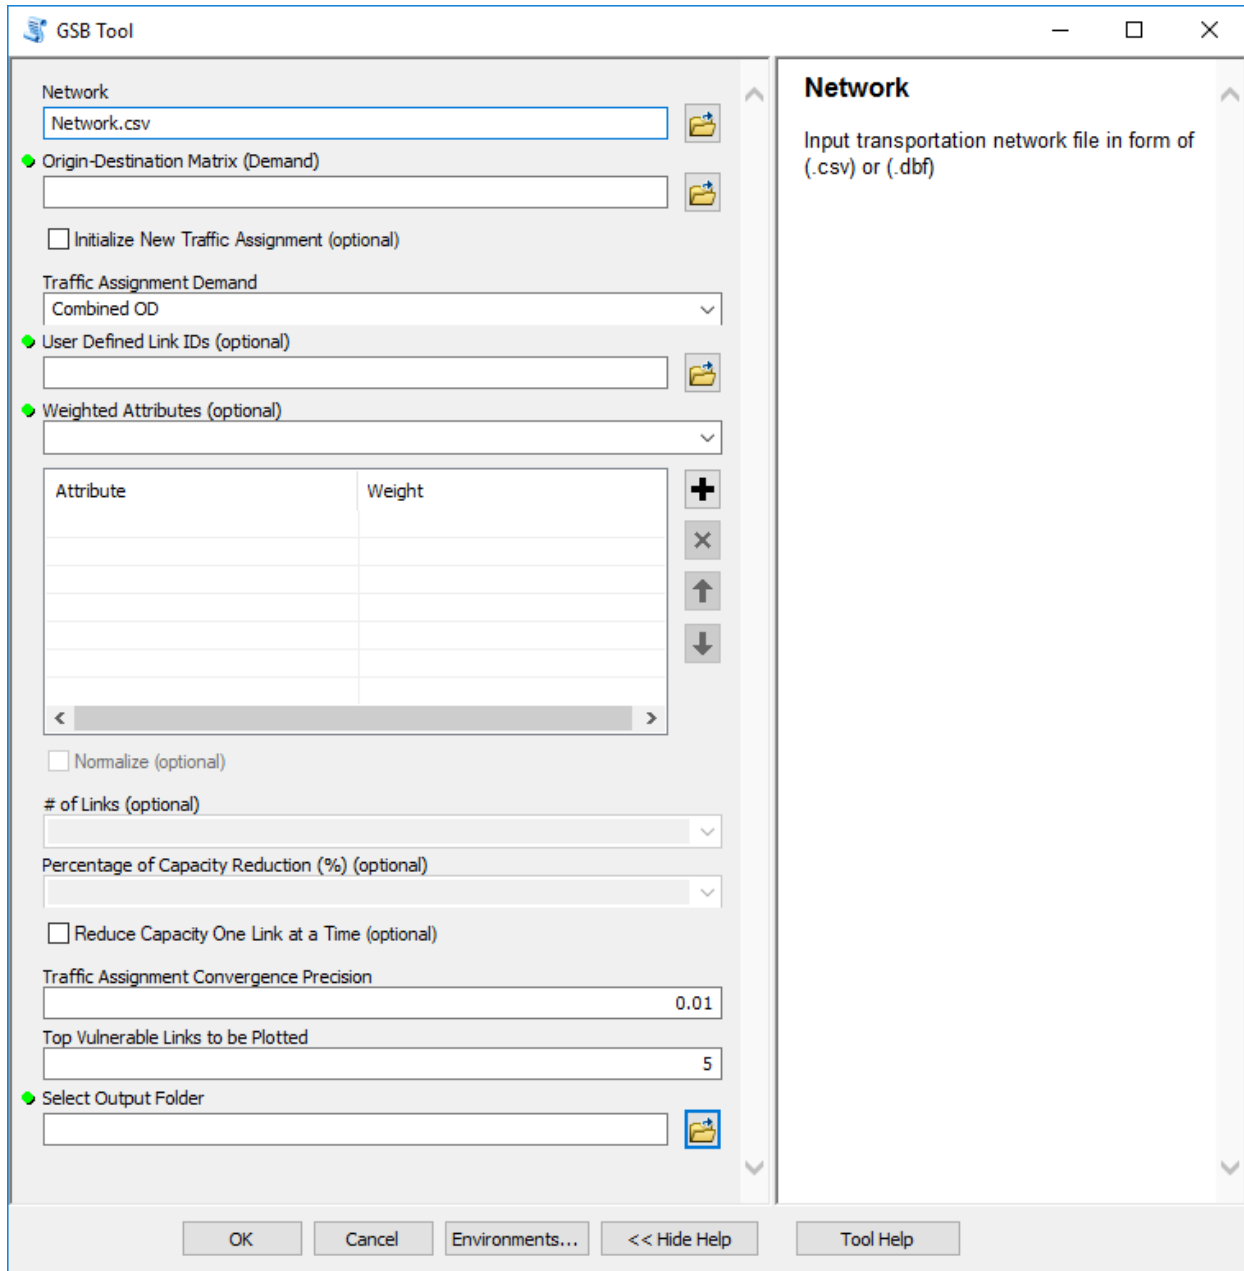 GSB Tool
Network
Network.csv
Origin-Destination Matrix (Demand)
Initialize New Traffic Assignment (optional)
Traffic Assignment Demand
Combined OD
User Defined Link IDs (optional)
Weighted Attributes (optional)
Attribute Weight
Normalize (optional)
# of Links (optional)
Percentage of Capacity Reduction (%) (optional)
Reduce Capacity One Link at a Time (optional)
Traffic Assignment Convergence Precision
0.01
Top Vulnerable Links to be Plotted
5
Select Output Folder
Network
Input transportation network file in form of
(.csv) or (.dbf)
OK Cancel Environments... << Hide Help Tool Help